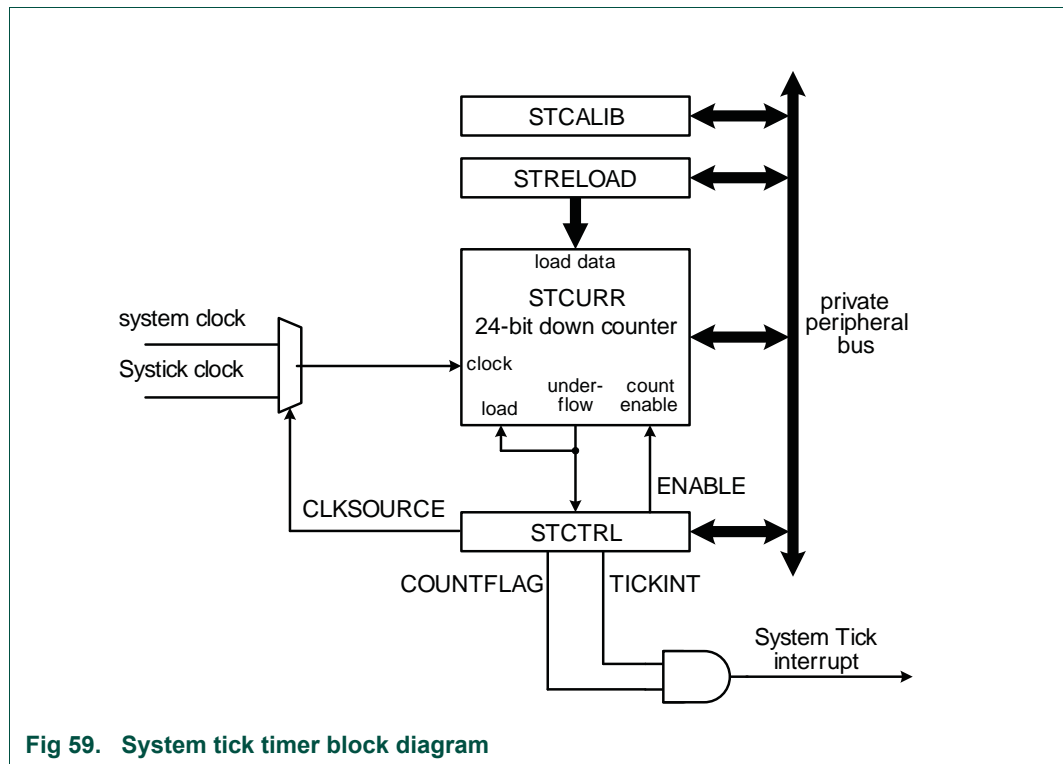 STCALIB
STRELOAD
load data
STCURR
24-bit down counter
private
peripheral
bus
system clock
Systick clock
clock
load
under-
flow
count
enable
CLKSOURCE
ENABLE
STCTRL
COUNTFLAG
TICKINT
System Tick
interrupt
Fig 59. System tick timer block diagram